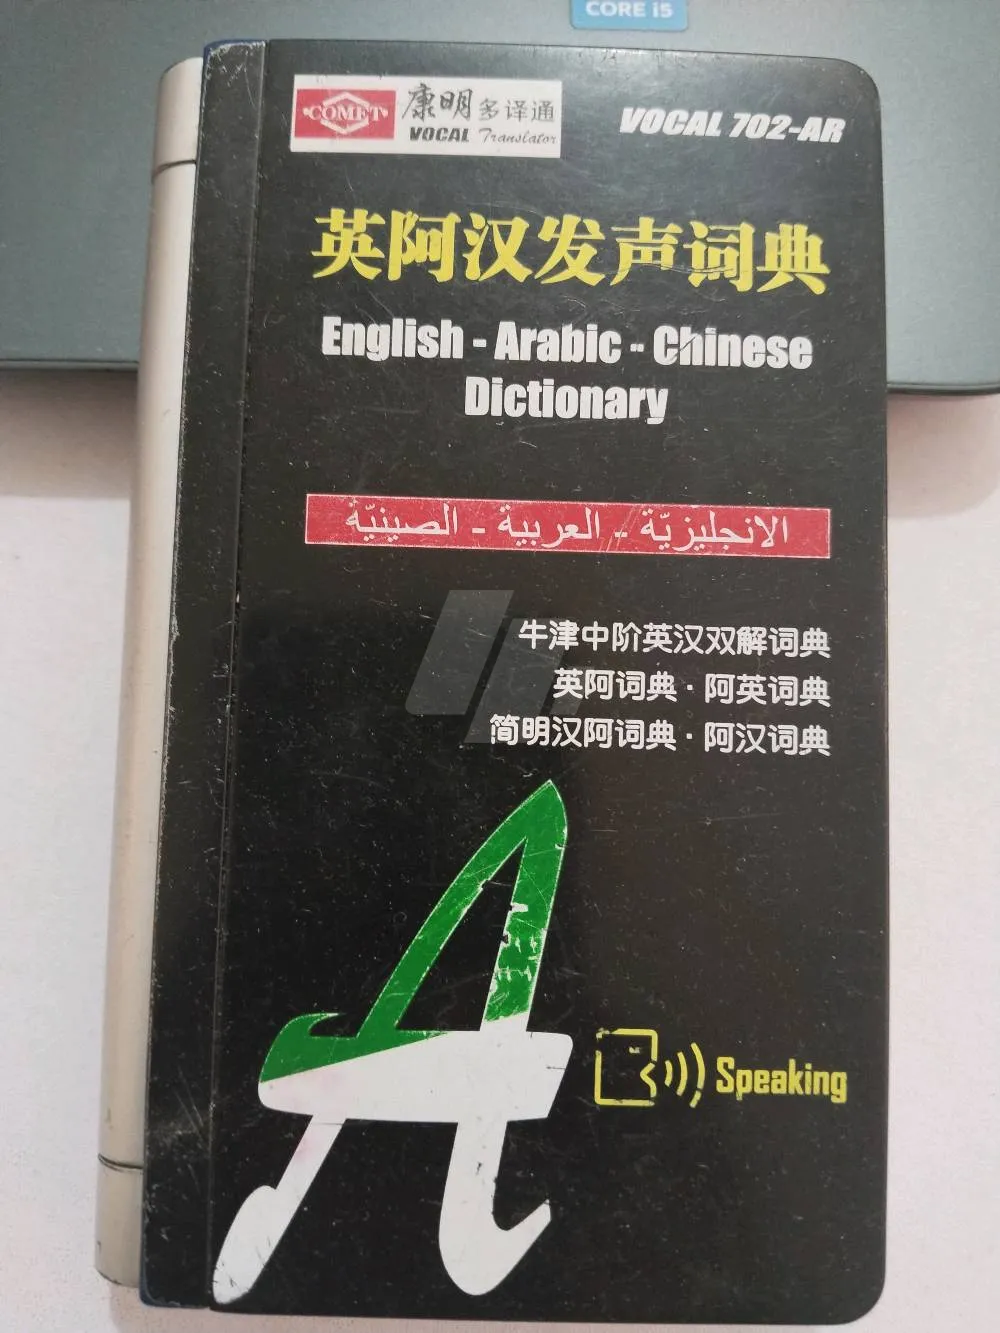 CORE i5
COMET 康明多译通
VOCAL Translator
VOCAL 702-AR
英阿汉发声词典
English - Arabic - Chinese
Dictionary
الانجليزيّة - العربية - الصينيّة
牛津中阶英汉双解词典
英阿词典·阿英词典
简明汉阿词典·阿汉词典
A
Speaking